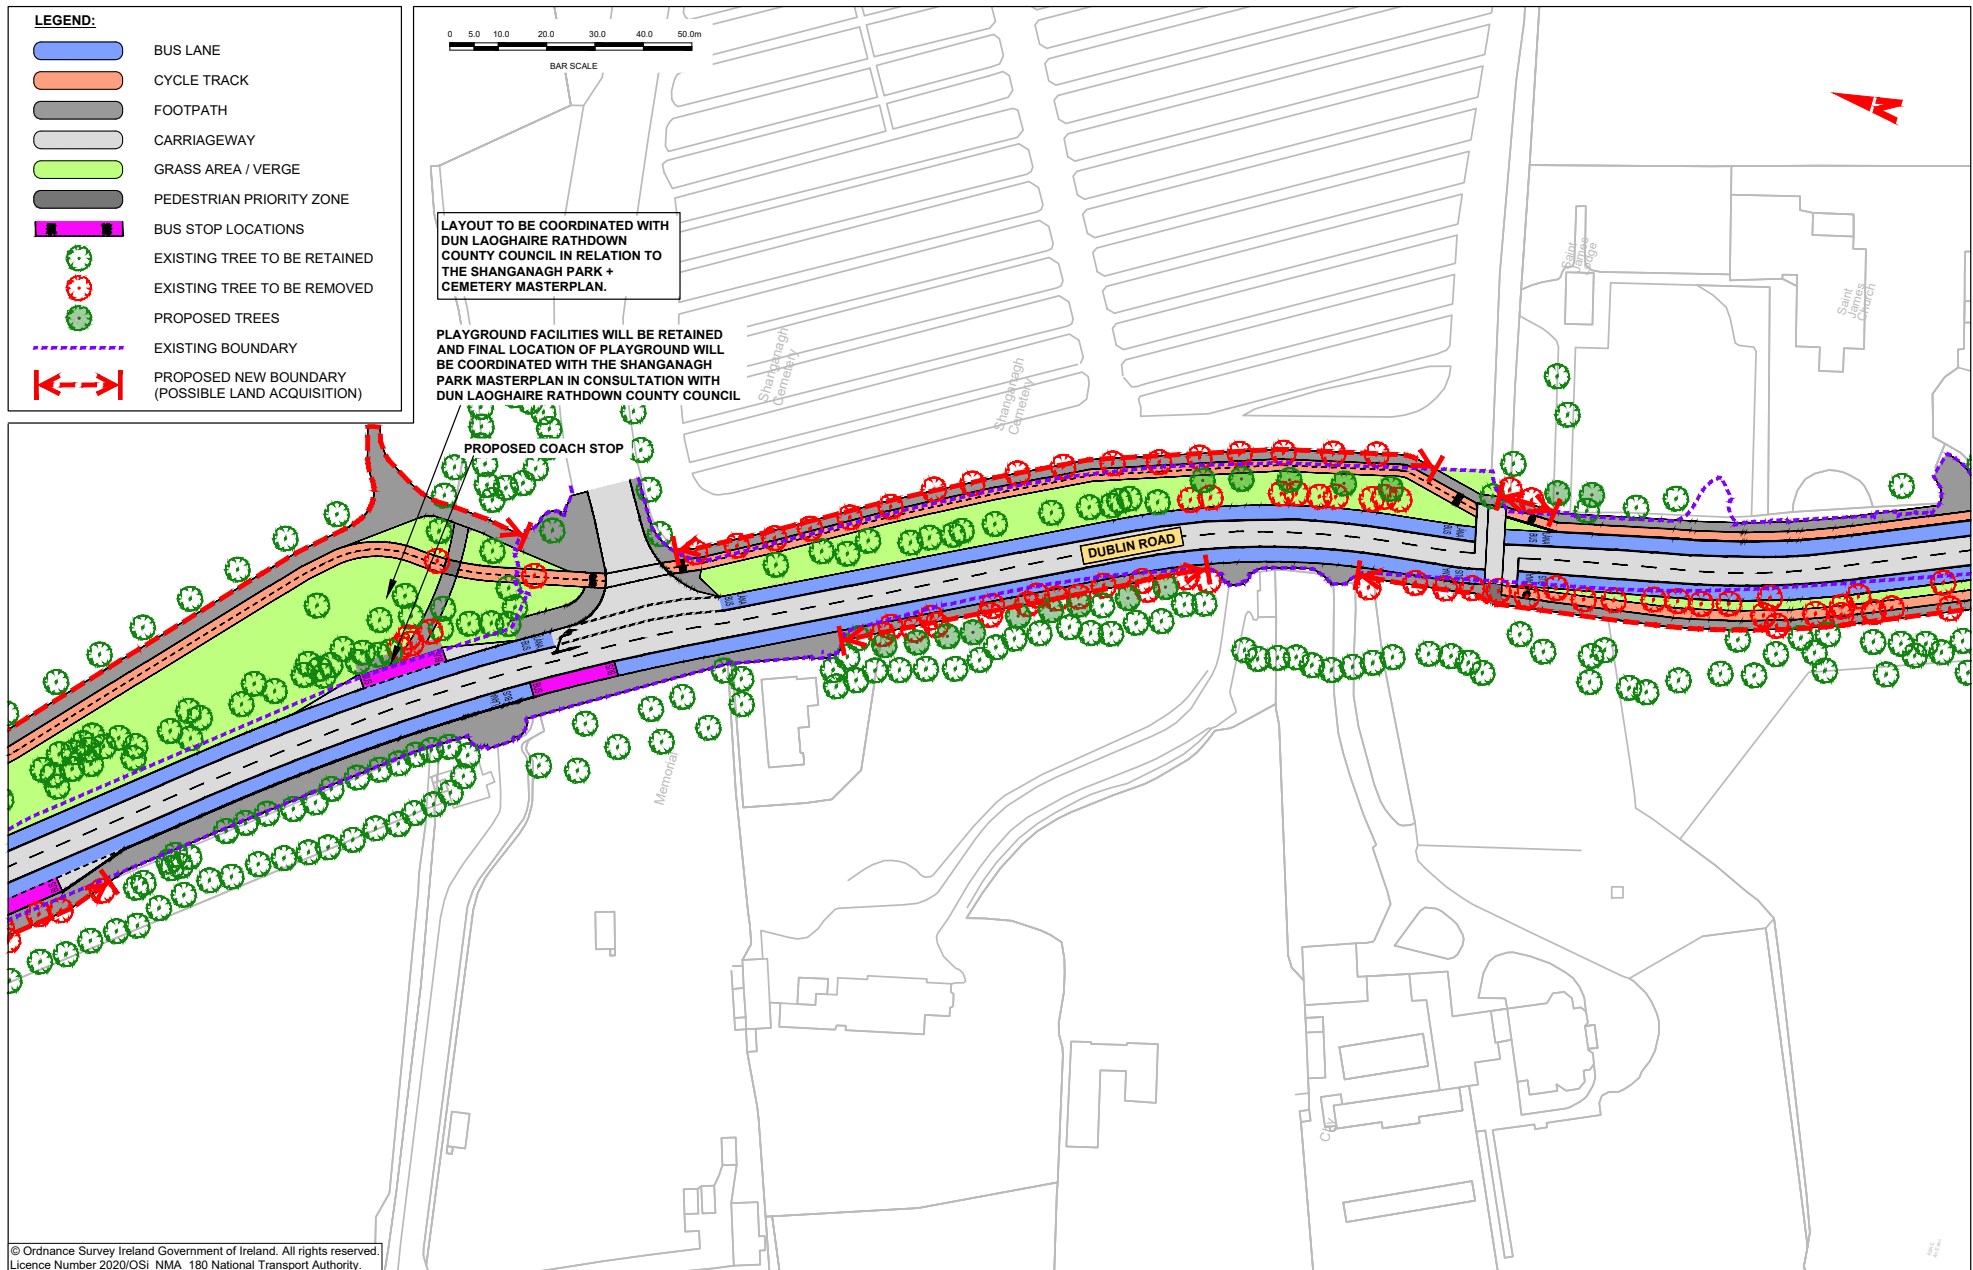 LEGEND:
BUS LANE
CYCLE TRACK
FOOTPATH
CARRIAGEWAY
GRASS AREA / VERGE
PEDESTRIAN PRIORITY ZONE
BUS STOP LOCATIONS
EXISTING TREE TO BE RETAINED
EXISTING TREE TO BE REMOVED
PROPOSED TREES
EXISTING BOUNDARY
PROPOSED NEW BOUNDARY
(POSSIBLE LAND ACQUISITION)
0 5.0 10.0 20.0 30.0 40.0 50.0m
BAR SCALE
N
LAYOUT TO BE COORDINATED WITH
DUN LAOGHAIRE RATHDOWN
COUNTY COUNCIL IN RELATION TO
THE SHANGANAGH PARK +
CEMETERY MASTERPLAN.
PLAYGROUND FACILITIES WILL BE RETAINED
AND FINAL LOCATION OF PLAYGROUND WILL
BE COORDINATED WITH THE SHANGANAGH
PARK MASTERPLAN IN CONSULTATION WITH
DUN LAOGHAIRE RATHDOWN COUNTY COUNCIL
PROPOSED COACH STOP
Shanganagh
Cemetery
Shanganagh
Cemetery
Saint
James
Lodge
Saint
James
Church
DUBLIN ROAD
Memorial
© Ordnance Survey Ireland Government of Ireland. All rights reserved.
Licence Number 2020/OSi_NMA_180 National Transport Authority.